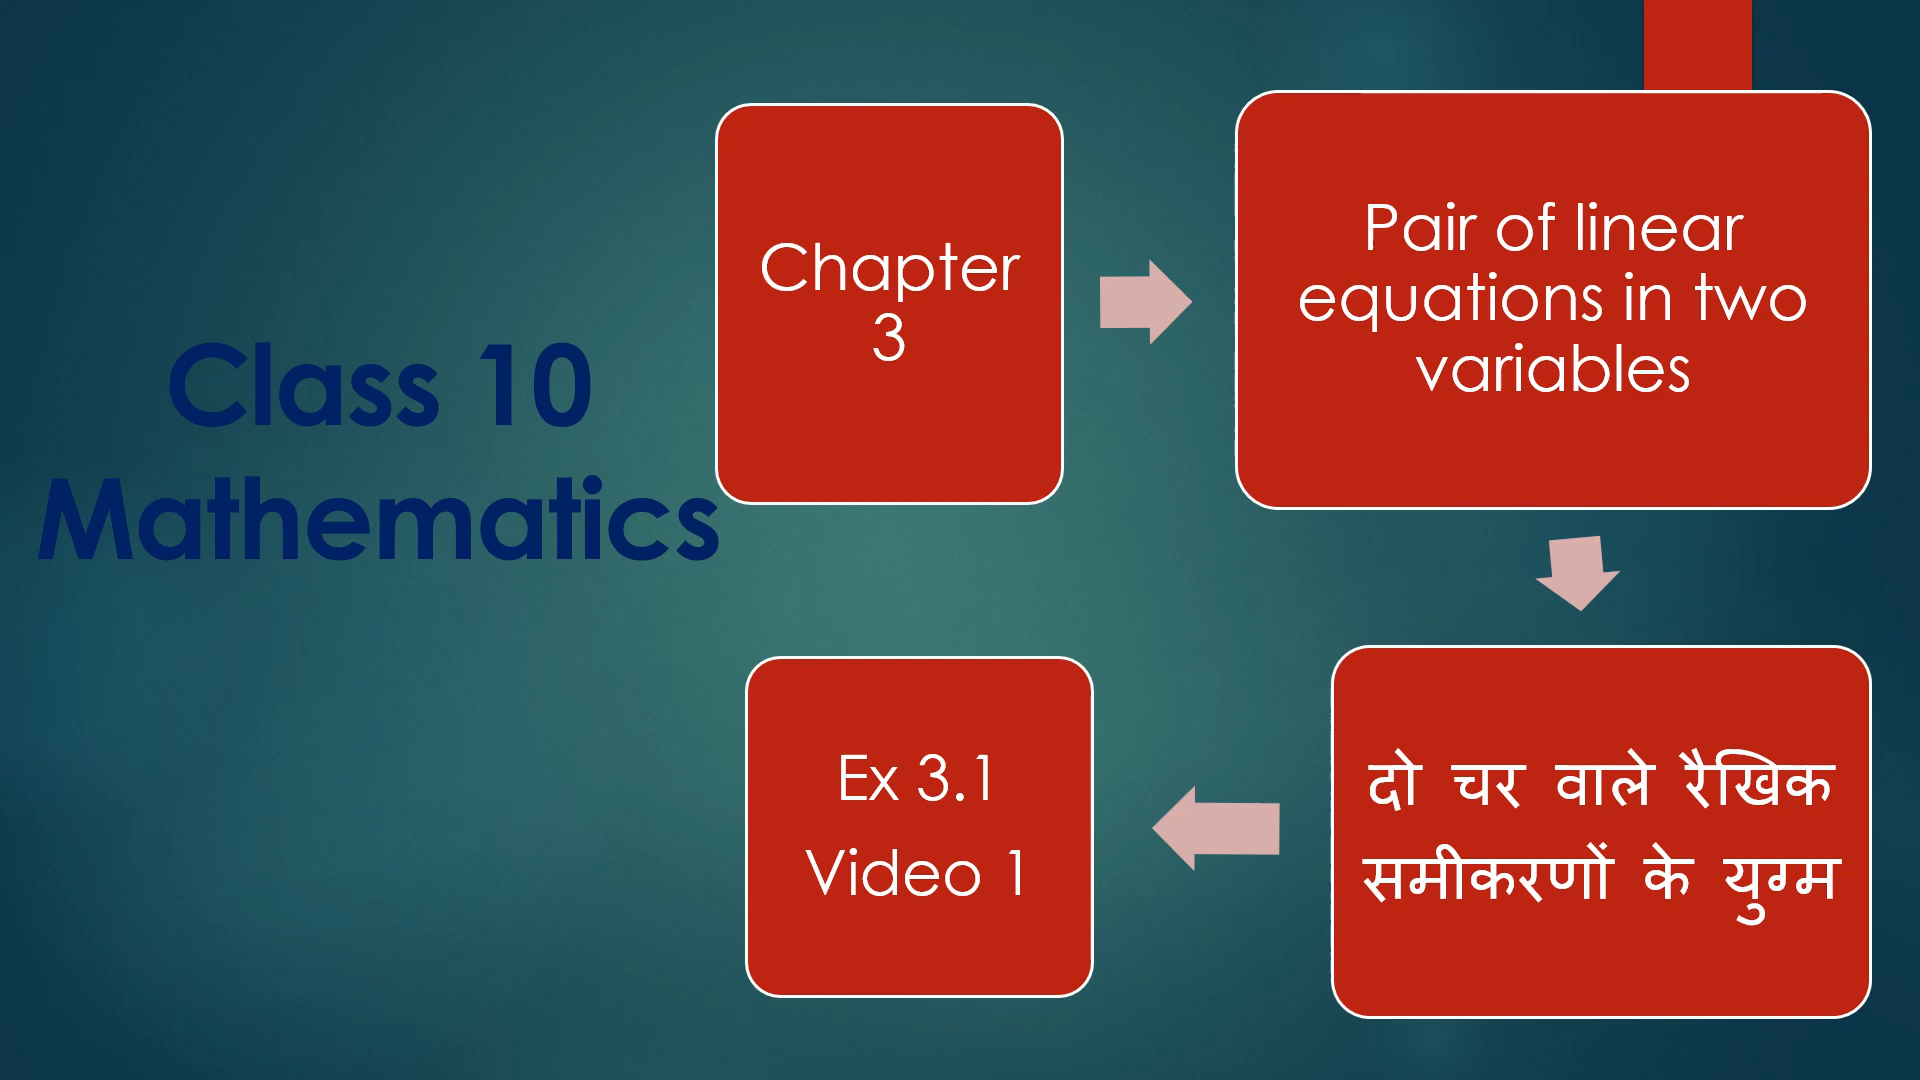 Class 10
Mathematics
Chapter
3
Pair of linear
equations in two
variables
दो चर वाले रैखिक
समीकरणों के युग्म
Ex 3.1
Video 1